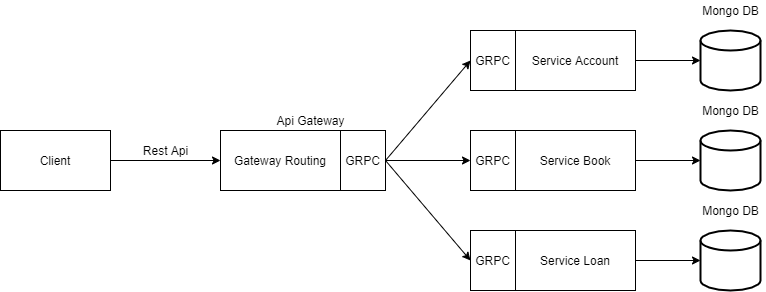 Mongo DB
GRPC
Service Account
Mongo DB
Api Gateway
Client
Rest Api
Gateway Routing
GRPC
GRPC
Service Book
Mongo DB
GRPC
Service Loan